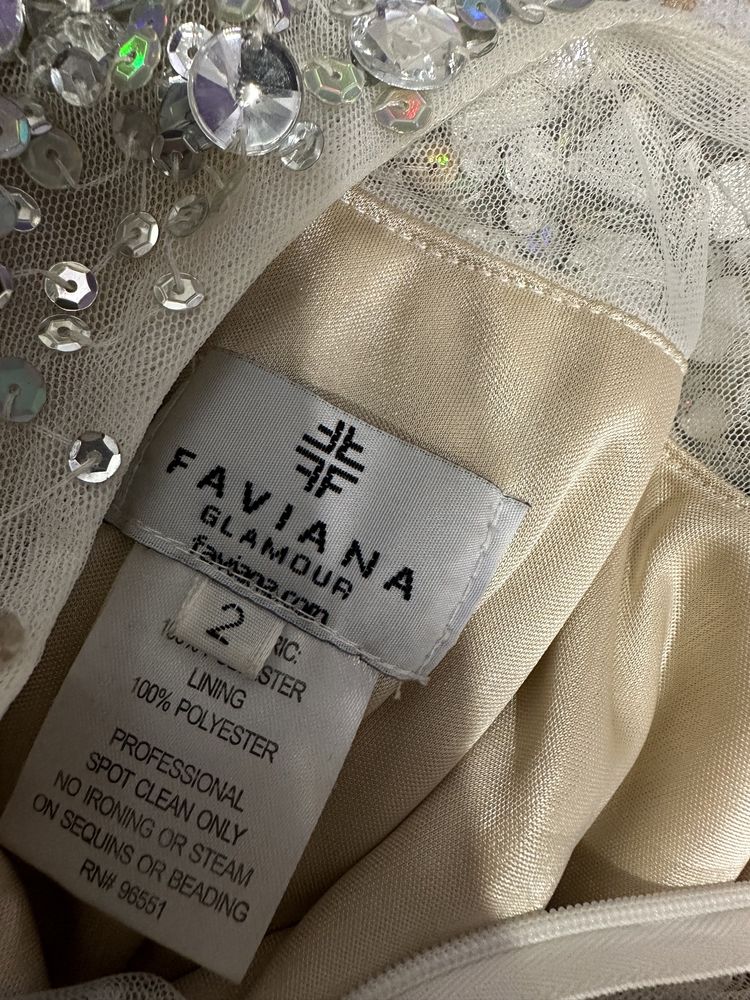 FAVIANA
GLAMOUR
faviana.com
2
RIC:
LINING
100% POLYESTER
PROFESSIONAL
SPOT CLEAN ONLY
NO IRONING OR STEAM
ON SEQUINS OR BEADING
RN# 96551